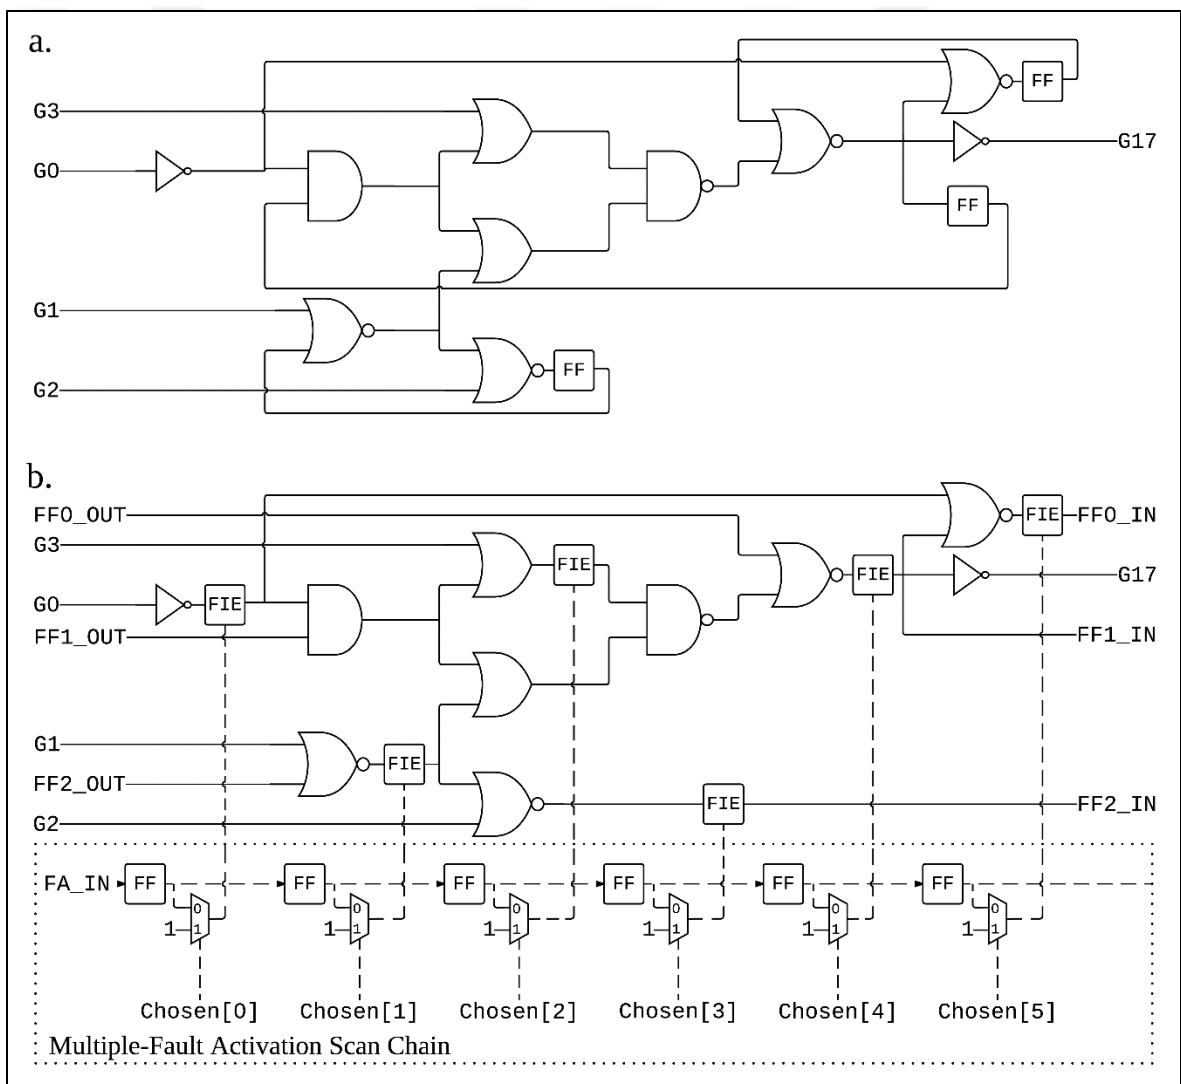 a.
FF
G3
G17
G0
FF
G1
FF
G2
b.
FF0_OUT
FIE
FF0_IN
G3
FIE
FIE
G17
G0
FIE
FF1_OUT
FF1_IN
G1
FIE
FF2_OUT
FIE
FF2_IN
G2
FA_IN
FF
FF
FF
FF
FF
FF
0
0
0
0
0
0
1
1
1
1
1
1
1
1
1
1
1
1
Chosen[0]
Chosen[1]
Chosen[2]
Chosen[3]
Chosen[4]
Chosen[5]
Multiple-Fault Activation Scan Chain